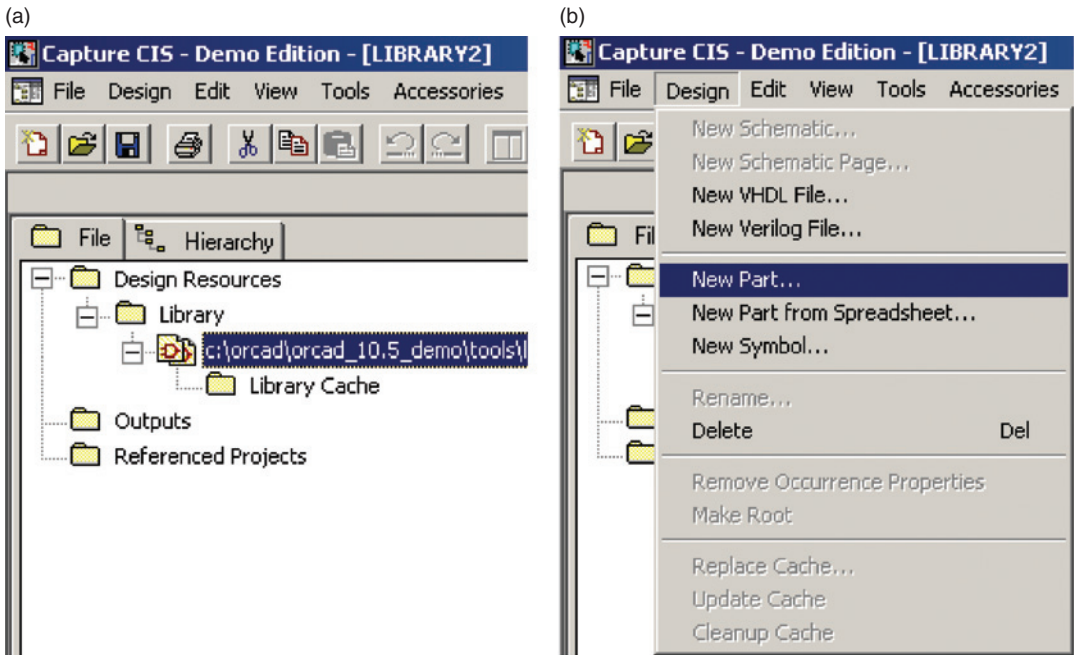 (a)
Capture CIS - Demo Edition - [LIBRARY2]
File Design Edit View Tools Accessories
File Hierarchy
Design Resources
Library
c:\orcad\orcad_10.5_demo\tools\l
Library Cache
Outputs
Referenced Projects
(b)
Capture CIS - Demo Edition - [LIBRARY2]
File Design Edit View Tools Accessories
New Schematic...
New Schematic Page...
New VHDL File...
New Verilog File...
Fil
New Part...
New Part from Spreadsheet...
New Symbol...
Rename...
Delete Del
Remove Occurrence Properties
Make Root
Replace Cache...
Update Cache
Cleanup Cache